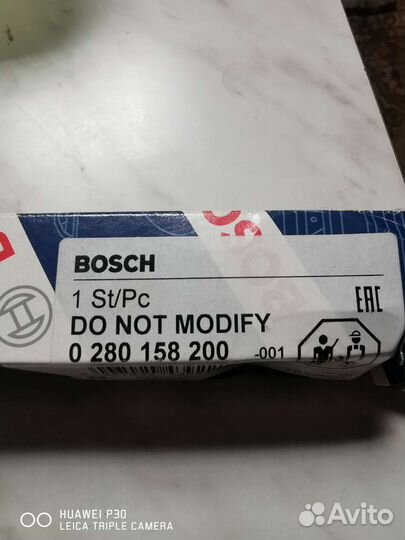 BOSCH
1 St/Pc
EAC
DO NOT MODIFY
0 280 158 200 -001
HUAWEI P30
LEICA TRIPLE CAMERA
Avito